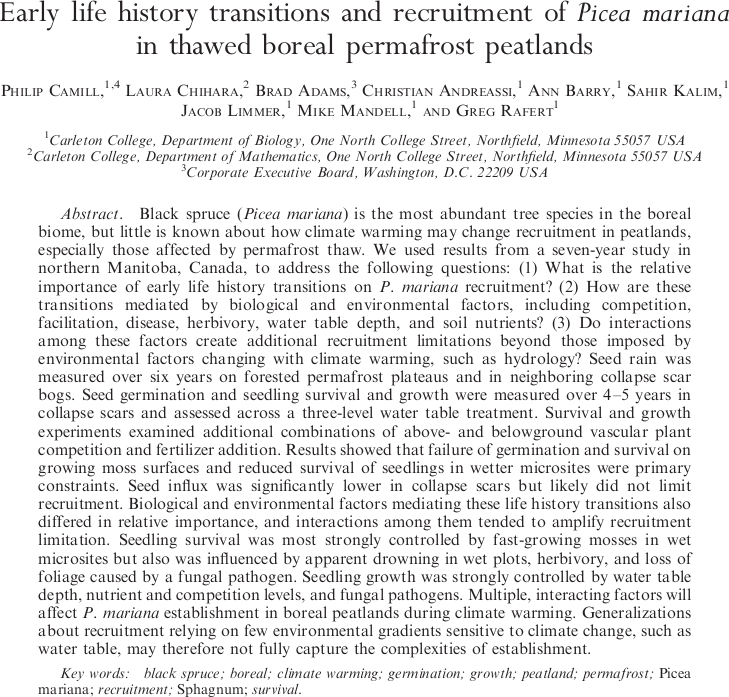 Early life history transitions and recruitment of Picea mariana
in thawed boreal permafrost peatlands
Philip Camill,1,4 Laura Chihara,2 Brad Adams,3 Christian Andreassi,1 Ann Barry,1 Sahir Kalim,1
Jacob Limmer,1 Mike Mandell,1 and Greg Rafert1
1Carleton College, Department of Biology, One North College Street, Northfield, Minnesota 55057 USA
2Carleton College, Department of Mathematics, One North College Street, Northfield, Minnesota 55057 USA
3Corporate Executive Board, Washington, D.C. 22209 USA
Abstract. Black spruce (Picea mariana) is the most abundant tree species in the boreal
biome, but little is known about how climate warming may change recruitment in peatlands,
especially those affected by permafrost thaw. We used results from a seven-year study in
northern Manitoba, Canada, to address the following questions: (1) What is the relative
importance of early life history transitions on P. mariana recruitment? (2) How are these
transitions mediated by biological and environmental factors, including competition,
facilitation, disease, herbivory, water table depth, and soil nutrients? (3) Do interactions
among these factors create additional recruitment limitations beyond those imposed by
environmental factors changing with climate warming, such as hydrology? Seed rain was
measured over six years on forested permafrost plateaus and in neighboring collapse scar
bogs. Seed germination and seedling survival and growth were measured over 4–5 years in
collapse scars and assessed across a three-level water table treatment. Survival and growth
experiments examined additional combinations of above- and belowground vascular plant
competition and fertilizer addition. Results showed that failure of germination and survival on
growing moss surfaces and reduced survival of seedlings in wetter microsites were primary
constraints. Seed influx was significantly lower in collapse scars but likely did not limit
recruitment. Biological and environmental factors mediating these life history transitions also
differed in relative importance, and interactions among them tended to amplify recruitment
limitation. Seedling survival was most strongly controlled by fast-growing mosses in wet
microsites but also was influenced by apparent drowning in wet plots, herbivory, and loss of
foliage caused by a fungal pathogen. Seedling growth was strongly controlled by water table
depth, nutrient and competition levels, and fungal pathogens. Multiple, interacting factors will
affect P. mariana establishment in boreal peatlands during climate warming. Generalizations
about recruitment relying on few environmental gradients sensitive to climate change, such as
water table, may therefore not fully capture the complexities of establishment.
Key words: black spruce; boreal; climate warming; germination; growth; peatland; permafrost; Picea
mariana; recruitment; Sphagnum; survival.